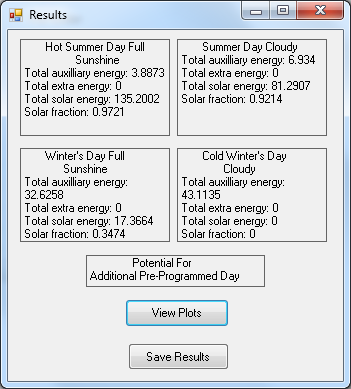 Results
Hot Summer Day Full
Sunshine
Total auxilliary energy: 3.8873
Total extra energy: 0
Total solar energy: 135.2002
Solar fraction: 0.9721
Summer Day Cloudy
Total auxilliary energy: 6.934
Total extra energy: 0
Total solar energy: 81.2907
Solar fraction: 0.9214
Winter's Day Full
Sunshine
Total auxilliary energy:
32.6258
Total extra energy: 0
Total solar energy: 17.3664
Solar fraction: 0.3474
Cold Winter's Day
Cloudy
Total auxilliary energy:
43.1135
Total extra energy: 0
Total solar energy: 0
Solar fraction: 0
Potential For
Additional Pre-Programmed Day
View Plots
Save Results